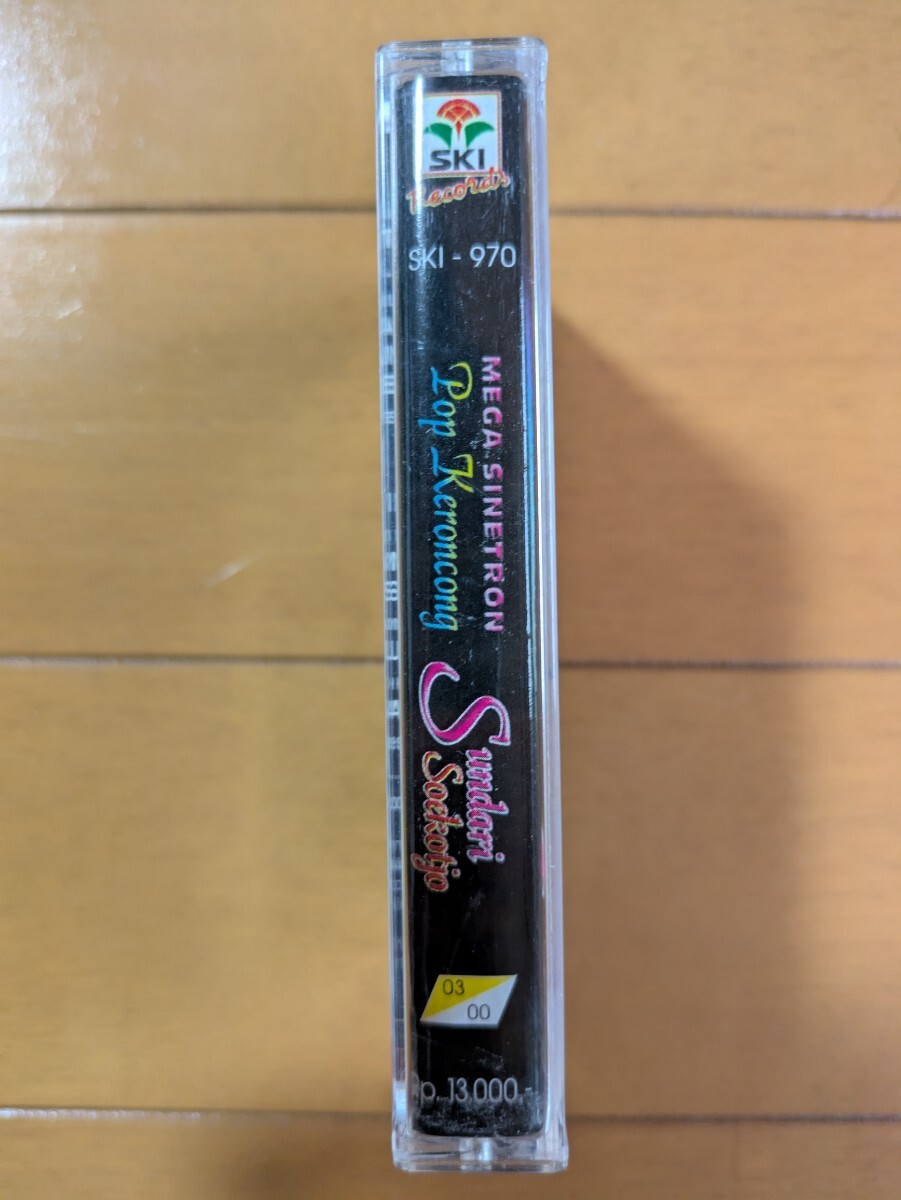 SKI
Records
SKI - 970
MEGA SINETRON
Pop Keroncong
Sundari
Soekotjo
03
00
Rp. 13.000,-